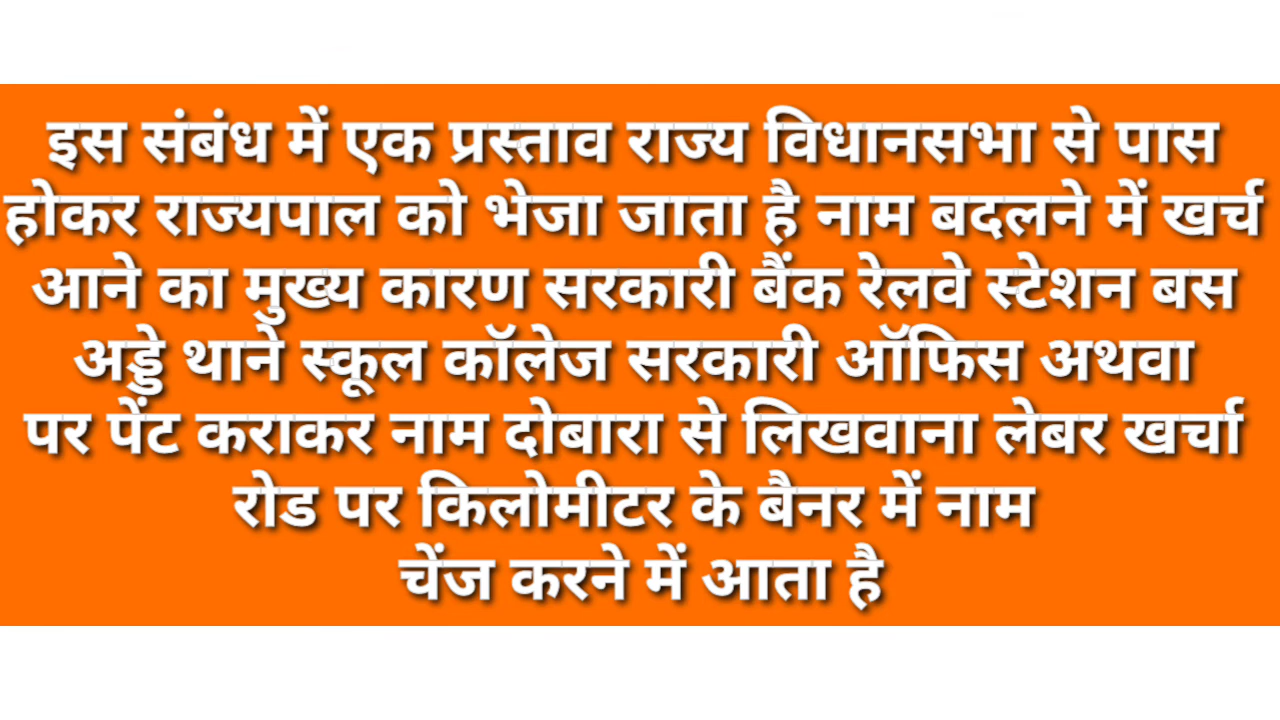 इस संबंध में एक प्रस्ताव राज्य विधानसभा से पास
होकर राज्यपाल को भेजा जाता है नाम बदलने में खर्च
आने का मुख्य कारण सरकारी बैंक रेलवे स्टेशन बस
अड्डे थाने स्कूल कॉलेज सरकारी ऑफिस अथवा
पर पेंट कराकर नाम दोबारा से लिखवाना लेबर खर्चा
रोड पर किलोमीटर के बैनर में नाम
चेंज करने में आता है